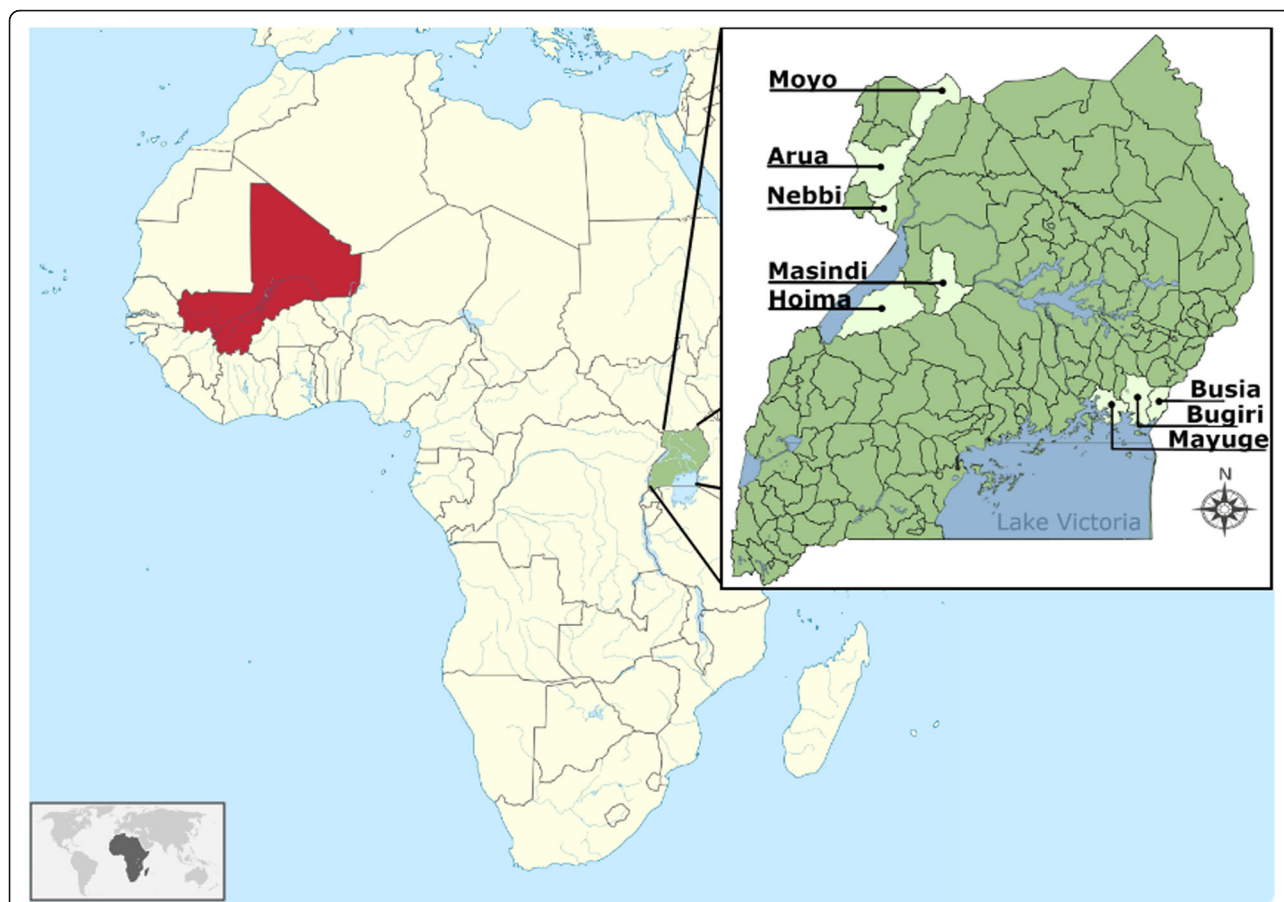 Moyo
Arua
Nebbi
Masindi
Hoima
Busia
Bugiri
Mayuge
N
Lake Victoria